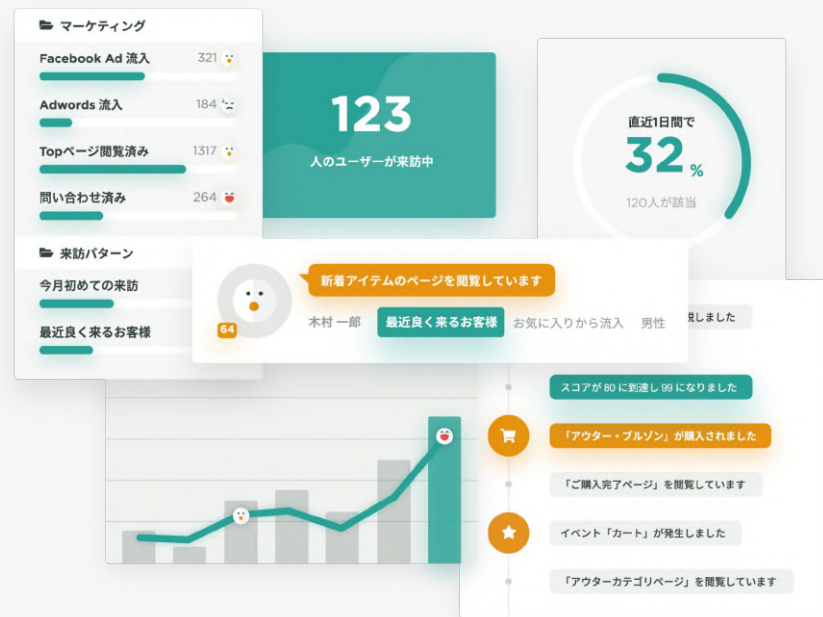 マーケティング
Facebook Ad 流入 321
Adwords 流入 184
Topページ閲覧済み 1317
問い合わせ済み 264
来訪パターン
今月初めての来訪
最近良く来るお客様
123
人のユーザーが来訪中
直近1日間で
32 %
120人が該当
新着アイテムのページを閲覧しています
64
木村 一郎 最近良く来るお客様 お気に入りから流入 男性
しました
スコアが 80 に到達し 99 になりました
「アウター・ブルゾン」が購入されました
「ご購入完了ページ」を閲覧しています
イベント「カート」が発生しました
「アウターカテゴリページ」を閲覧しています